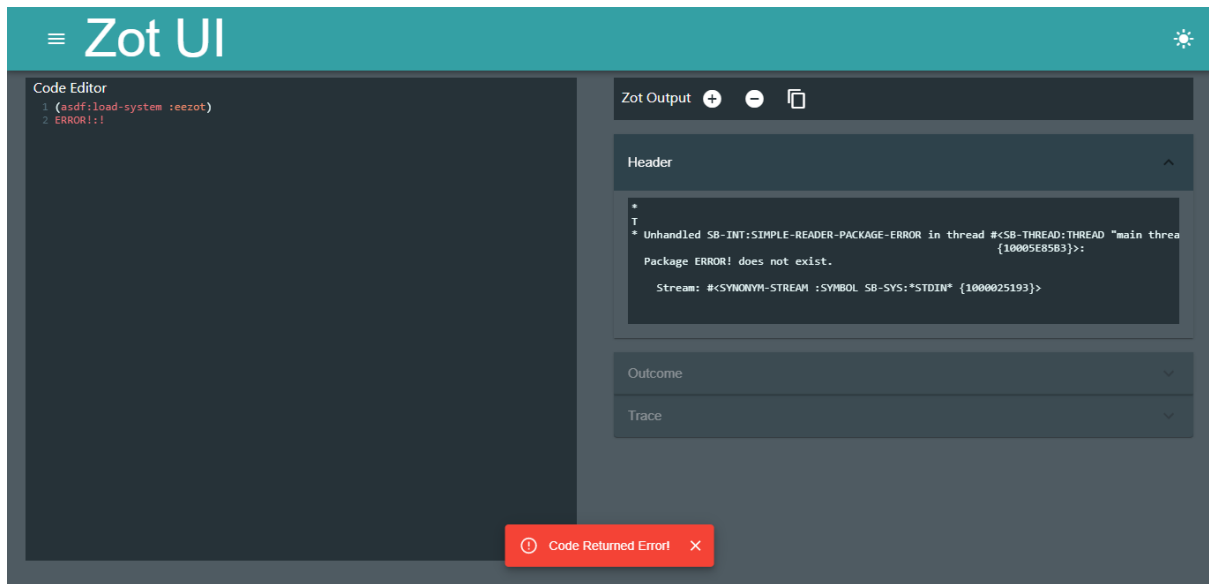 Zot UI
Code Editor
1 (asdf:load-system :eezot)
2 ERROR!:!
Zot Output
Header
*
T
* Unhandled SB-INT:SIMPLE-READER-PACKAGE-ERROR in thread #<SB-THREAD:THREAD "main threa
{10005E85B3}>:
Package ERROR! does not exist.
Stream: #<SYNONYM-STREAM :SYMBOL SB-SYS:*STDIN* {1000025193}>
Outcome
Trace
Code Returned Error!